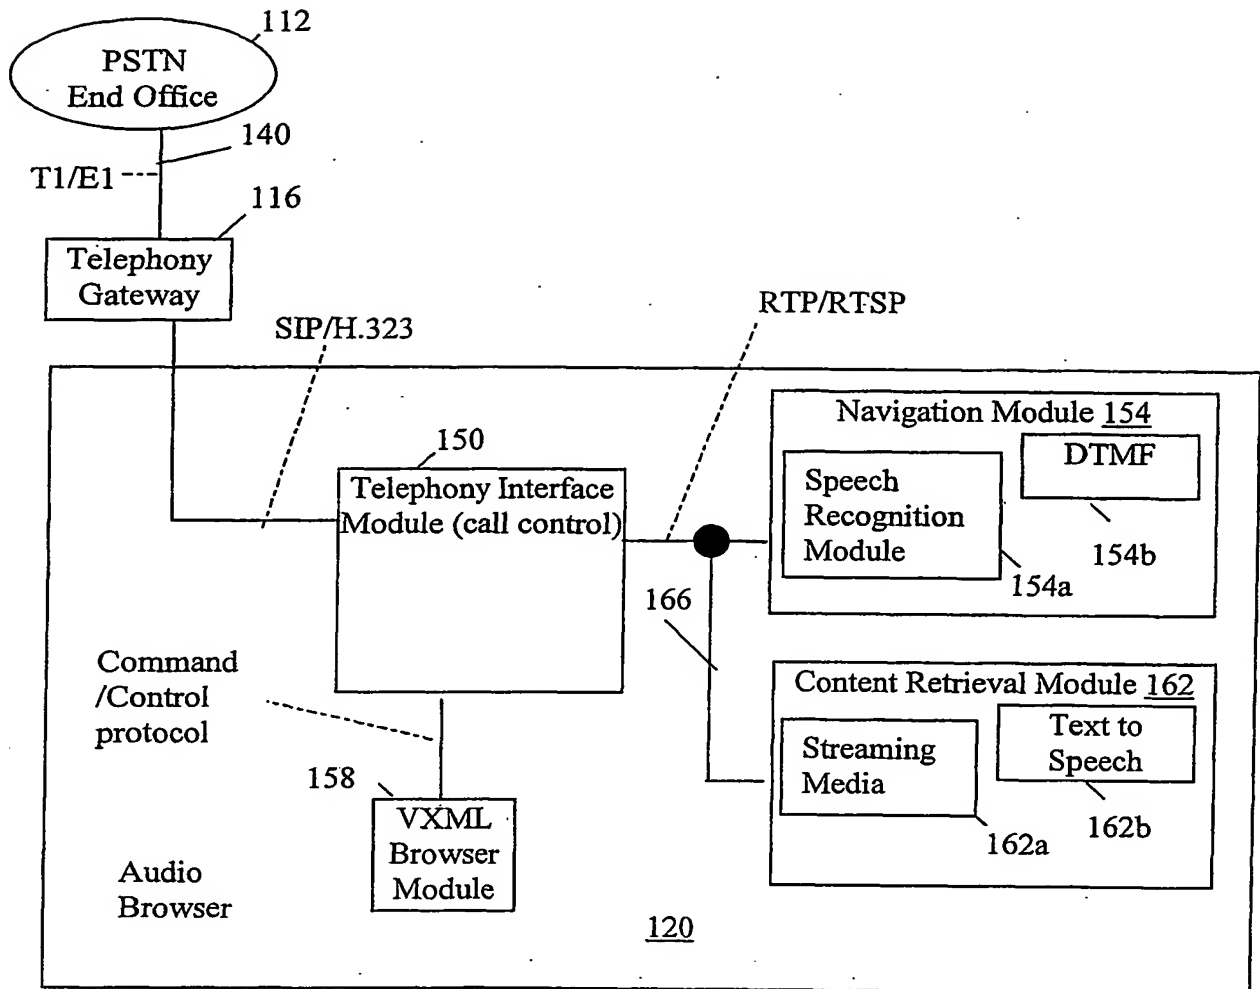 112
PSTN
End Office
140
T1/E1
116
Telephony
Gateway
SIP/H.323
RTP/RTSP
150
Telephony Interface
Module (call control)
Navigation Module 154
DTMF
Speech
Recognition
Module
154b
154a
166
Command
/Control
protocol
Content Retrieval Module 162
Text to
Speech
Streaming
Media
162b
162a
158
VXML
Browser
Module
Audio
Browser
120